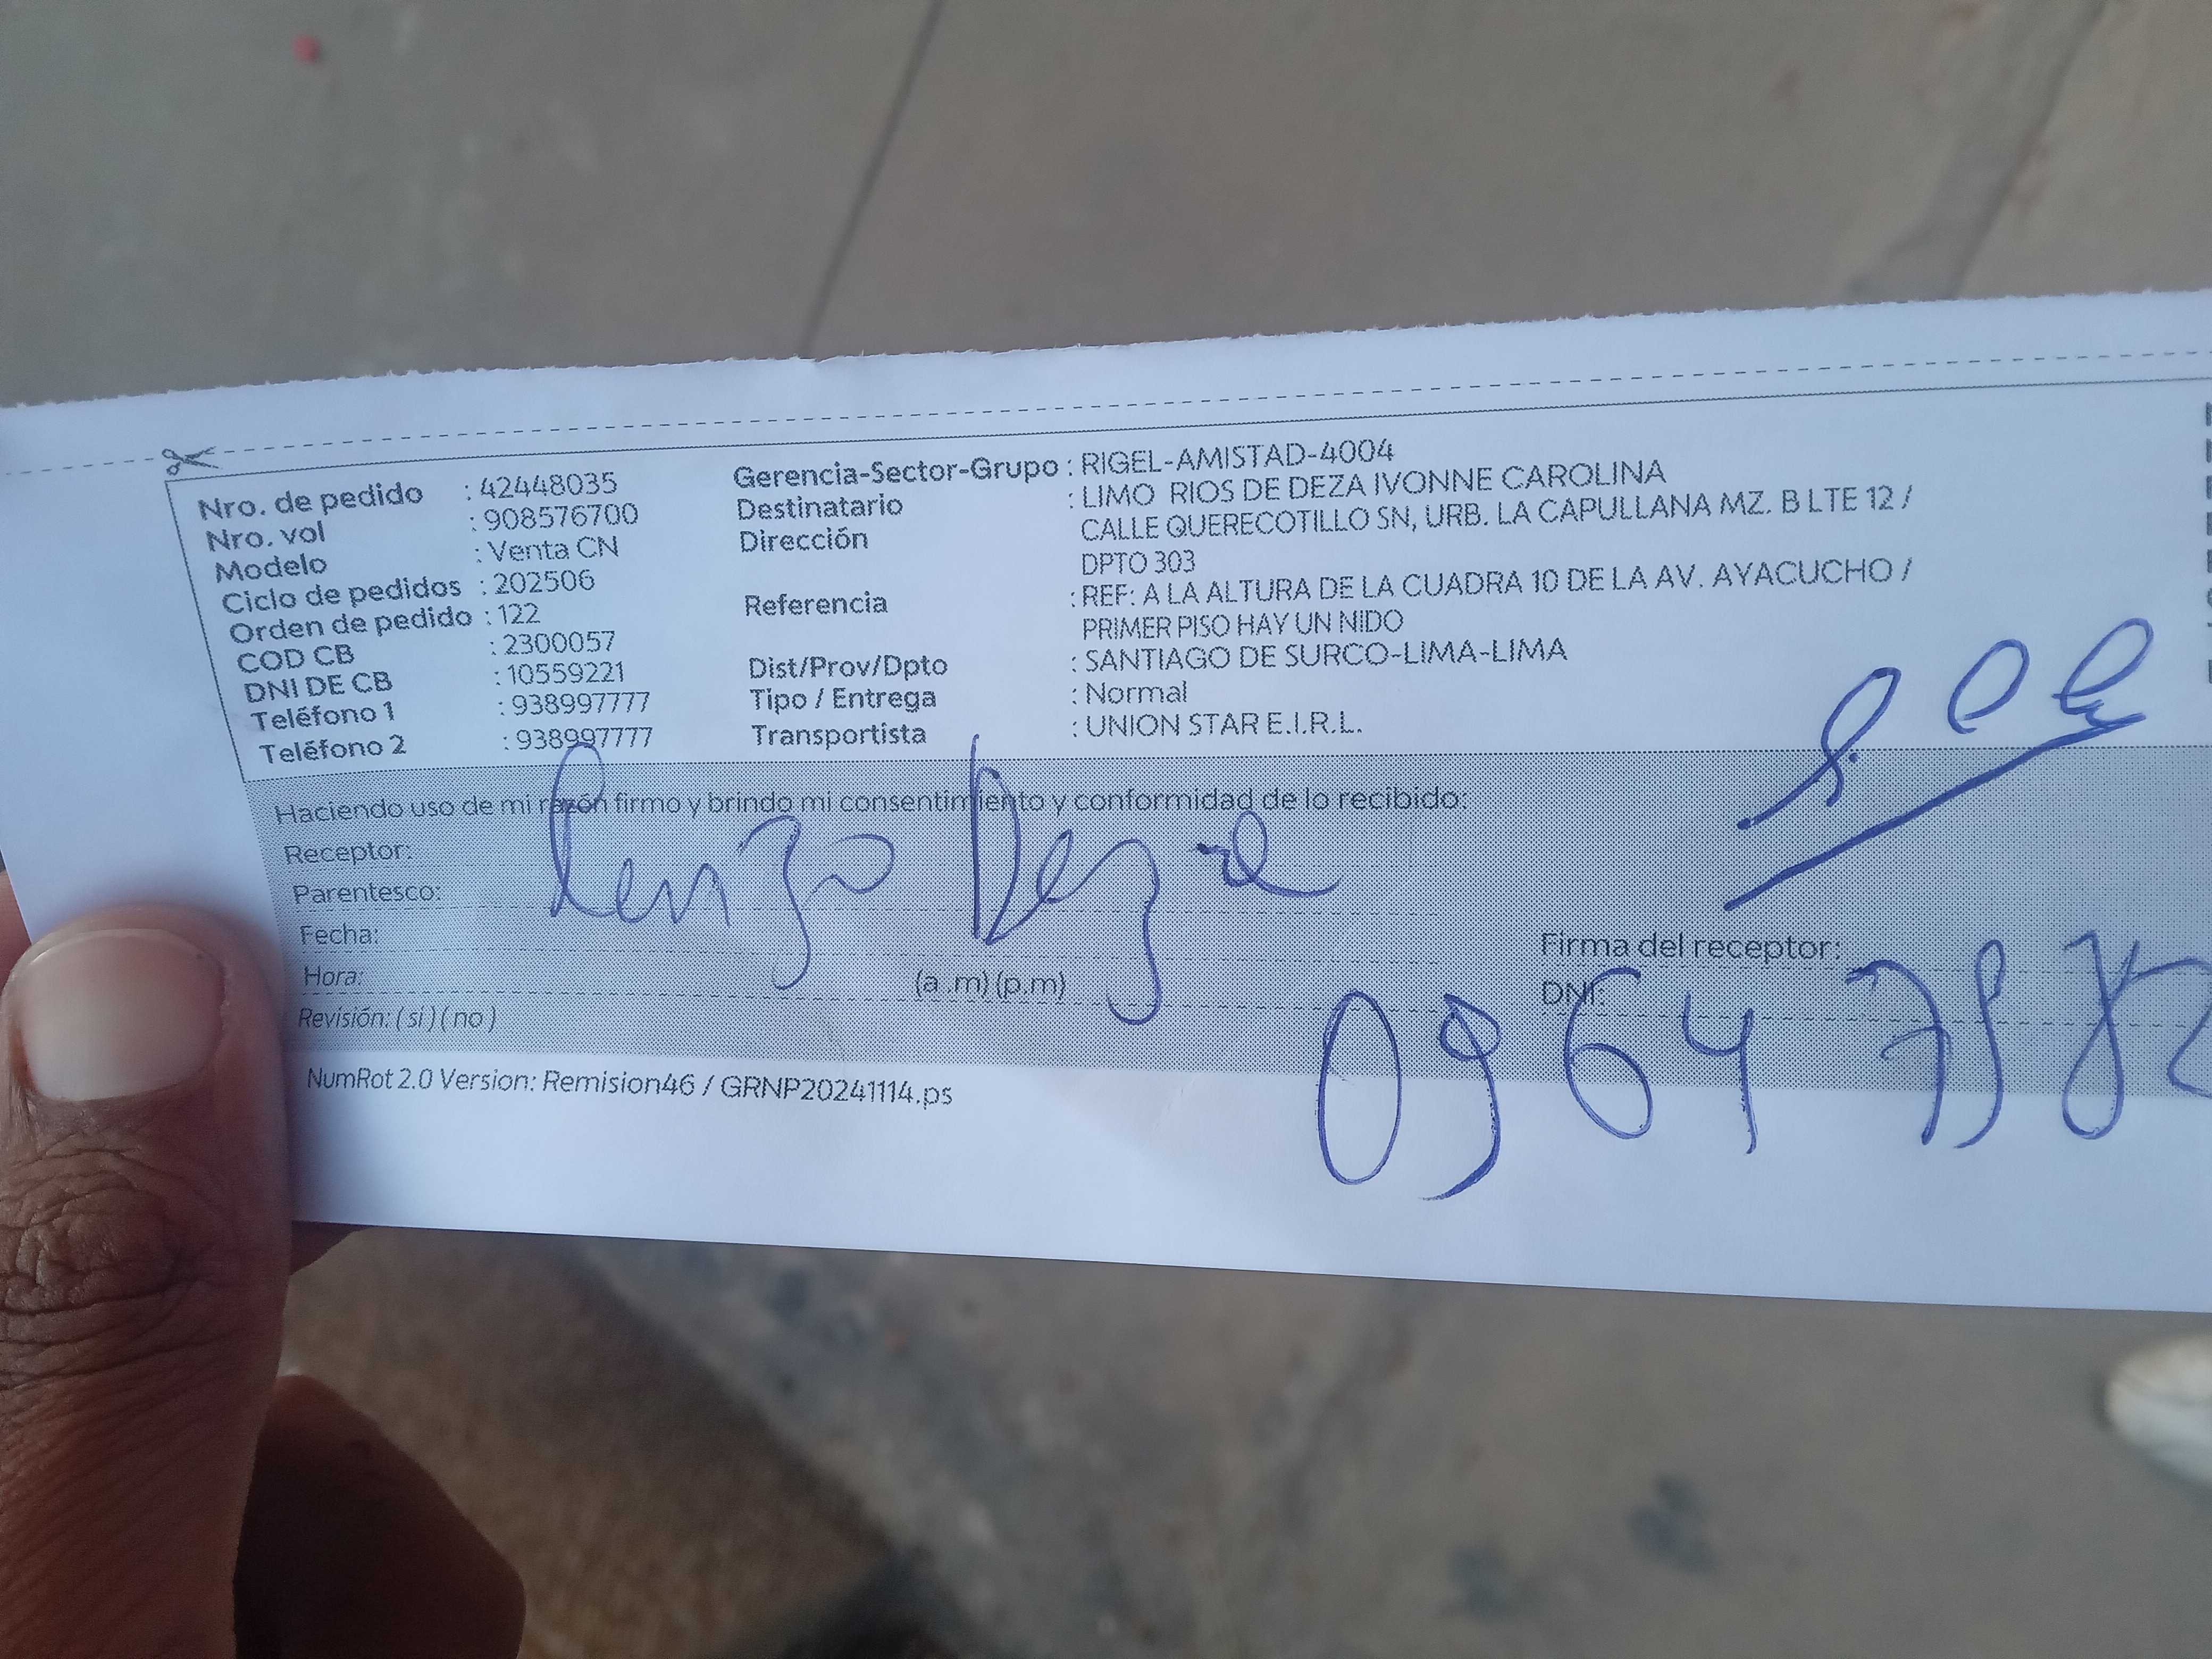 Nro. de pedido : 42448035
Nro. vol : 908576700
Modelo : Venta CN
Ciclo de pedidos : 202506
Orden de pedido : 122
COD CB : 2300057
DNI DE CB : 10559221
Teléfono 1 : 938997777
Teléfono 2 : 938997777
Gerencia-Sector-Grupo : RIGEL-AMISTAD-4004
Destinatario : LIMO RIOS DE DEZA IVONNE CAROLINA
Dirección CALLE QUERECOTILLO SN, URB. LA CAPULLANA MZ. B LTE 12 /
DPTO 303
Referencia : REF: A LA ALTURA DE LA CUADRA 10 DE LA AV. AYACUCHO /
PRIMER PISO HAY UN NIDO
Dist/Prov/Dpto : SANTIAGO DE SURCO-LIMA-LIMA
Tipo / Entrega : Normal
Transportista : UNION STAR E.I.R.L.
Haciendo uso de mi razón firmo y brindo mi consentimiento y conformidad de lo recibido:
Receptor:
Renzo Deza
Parentesco:
Fecha:
Hora: (a .m) (p.m)
Revisión: ( si ) ( no )
Firma del receptor:
DNI:
NumRot 2.0 Version: Remision46 / GRNP20241114.ps